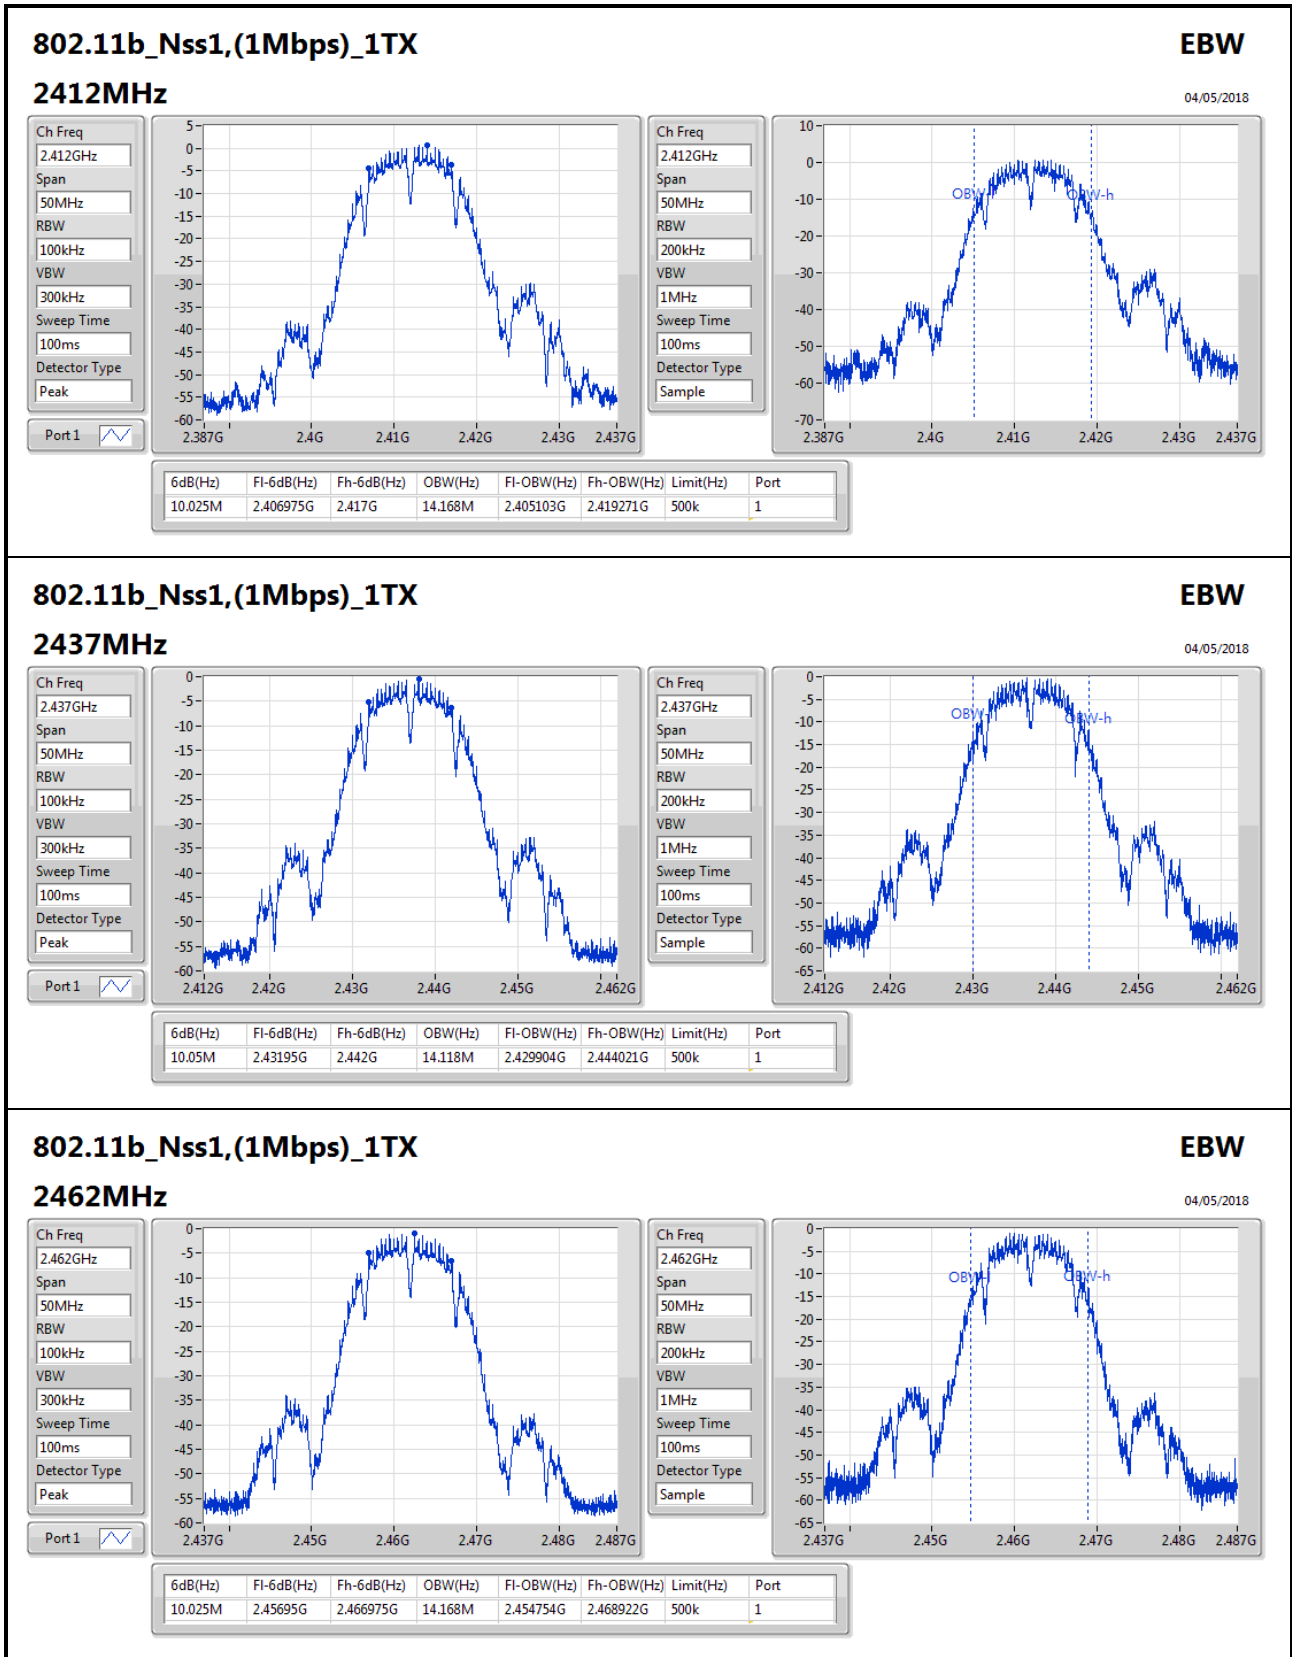 802.11b_Nss1,(1Mbps)_1TX EBW
2412MHz 04/05/2018
Ch Freq
2.412GHz
Span
50MHz
RBW
100kHz
VBW
300kHz
Sweep Time
100ms
Detector Type
Peak
Port 1
5
0
-5
-10
-15
-20
-25
-30
-35
-40
-45
-50
-55
-60
2.387G 2.4G 2.41G 2.42G 2.43G 2.437G
Ch Freq
2.412GHz
Span
50MHz
RBW
200kHz
VBW
1MHz
Sweep Time
100ms
Detector Type
Sample
10
0
-10
-20
-30
-40
-50
-60
-70
OBW-h
2.387G 2.4G 2.41G 2.42G 2.43G 2.437G
6dB(Hz) Fl-6dB(Hz) Fh-6dB(Hz) OBW(Hz) Fl-OBW(Hz) Fh-OBW(Hz) Limit(Hz) Port
10.025M 2.406975G 2.417G 14.168M 2.405103G 2.419271G 500k 1
802.11b_Nss1,(1Mbps)_1TX EBW
2437MHz 04/05/2018
Ch Freq
2.437GHz
Span
50MHz
RBW
100kHz
VBW
300kHz
Sweep Time
100ms
Detector Type
Peak
Port 1
0
-5
-10
-15
-20
-25
-30
-35
-40
-45
-50
-55
-60
2.412G 2.42G 2.43G 2.44G 2.45G 2.462G
Ch Freq
2.437GHz
Span
50MHz
RBW
200kHz
VBW
1MHz
Sweep Time
100ms
Detector Type
Sample
0
-5
-10
-15
-20
-25
-30
-35
-40
-45
-50
-55
-60
-65
OBW-h
2.412G 2.42G 2.43G 2.44G 2.45G 2.462G
6dB(Hz) Fl-6dB(Hz) Fh-6dB(Hz) OBW(Hz) Fl-OBW(Hz) Fh-OBW(Hz) Limit(Hz) Port
10.05M 2.43195G 2.442G 14.118M 2.429904G 2.444021G 500k 1
802.11b_Nss1,(1Mbps)_1TX EBW
2462MHz 04/05/2018
Ch Freq
2.462GHz
Span
50MHz
RBW
100kHz
VBW
300kHz
Sweep Time
100ms
Detector Type
Peak
Port 1
0
-5
-10
-15
-20
-25
-30
-35
-40
-45
-50
-55
-60
2.437G 2.45G 2.46G 2.47G 2.48G 2.487G
Ch Freq
2.462GHz
Span
50MHz
RBW
200kHz
VBW
1MHz
Sweep Time
100ms
Detector Type
Sample
0
-5
-10
-15
-20
-25
-30
-35
-40
-45
-50
-55
-60
-65
OBW-h
2.437G 2.45G 2.46G 2.47G 2.48G 2.487G
6dB(Hz) Fl-6dB(Hz) Fh-6dB(Hz) OBW(Hz) Fl-OBW(Hz) Fh-OBW(Hz) Limit(Hz) Port
10.025M 2.45695G 2.466975G 14.168M 2.454754G 2.468922G 500k 1